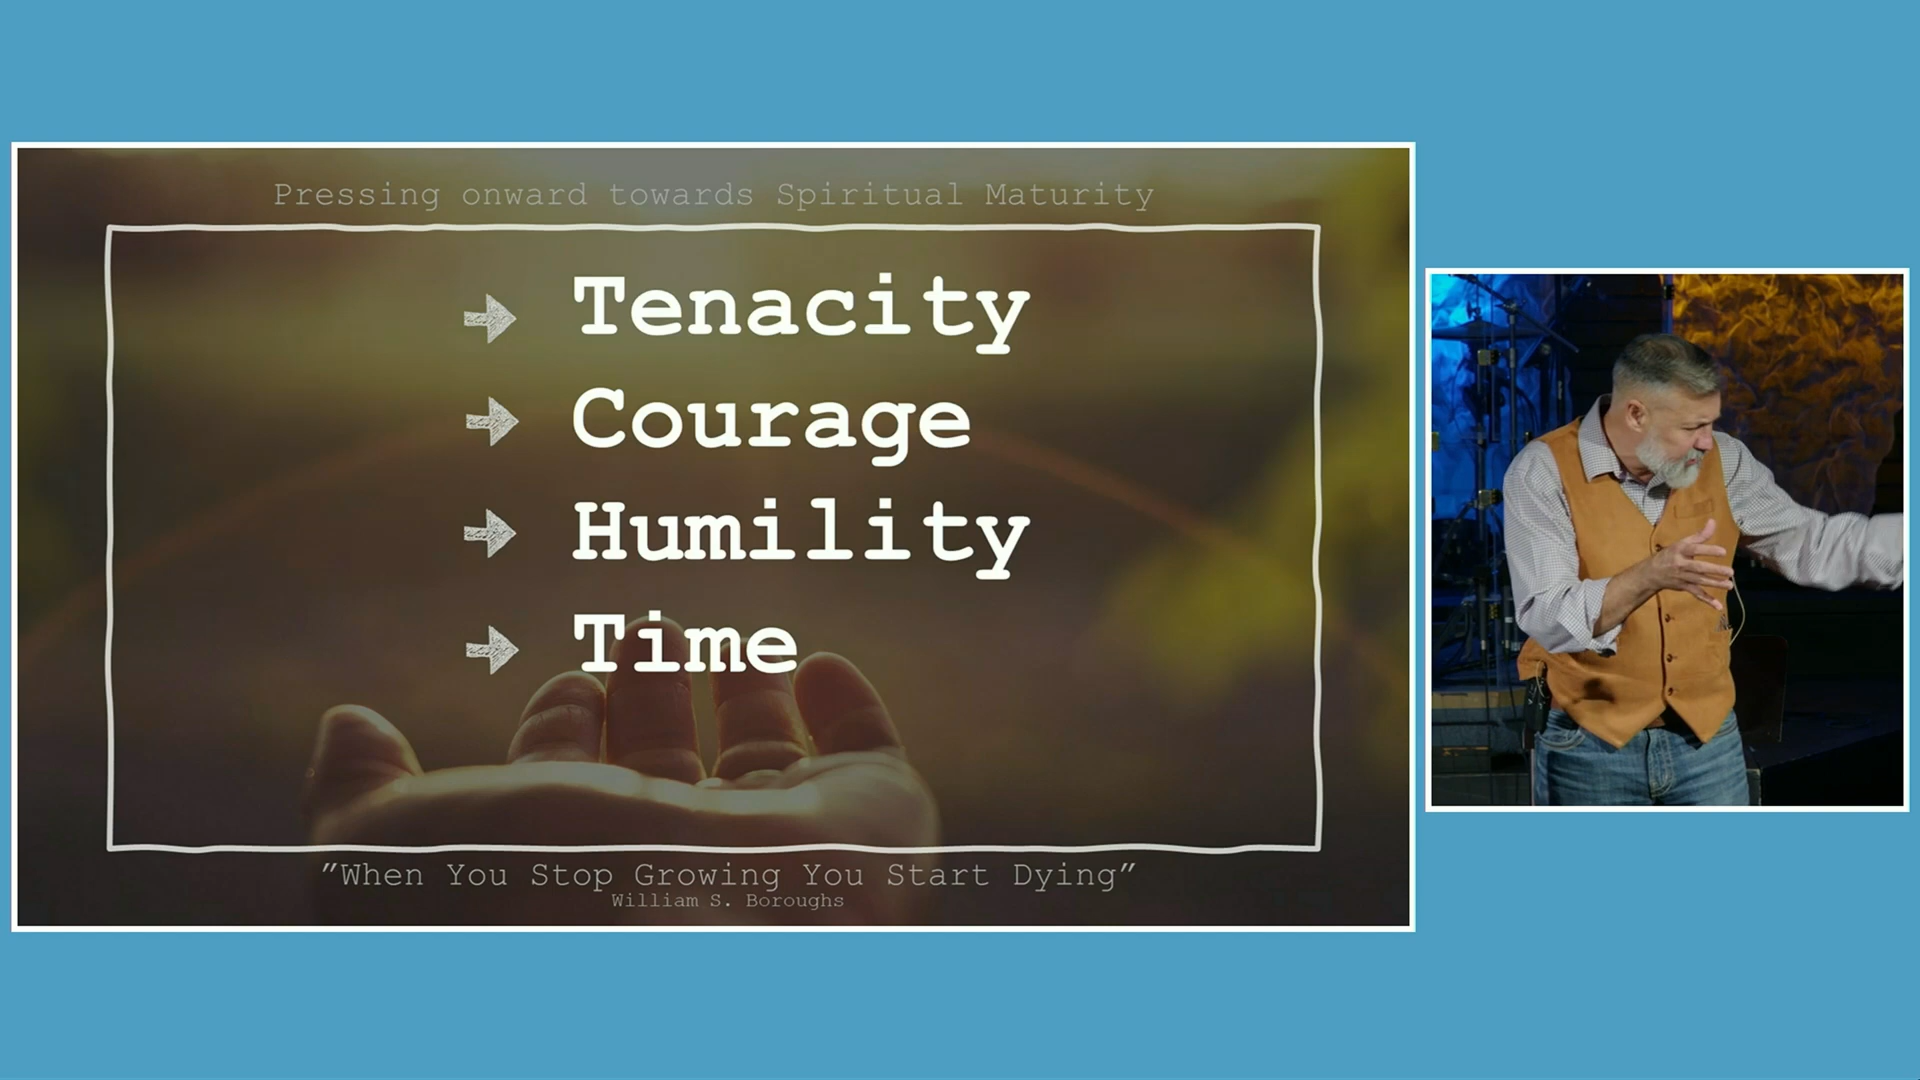 Pressing onward towards Spiritual Maturity
Tenacity
Courage
Humility
Time
"When You Stop Growing You Start Dying"
William S. Boroughs